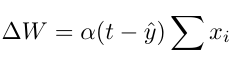 ΔW = α(t − ŷ) ∑ xᵢ